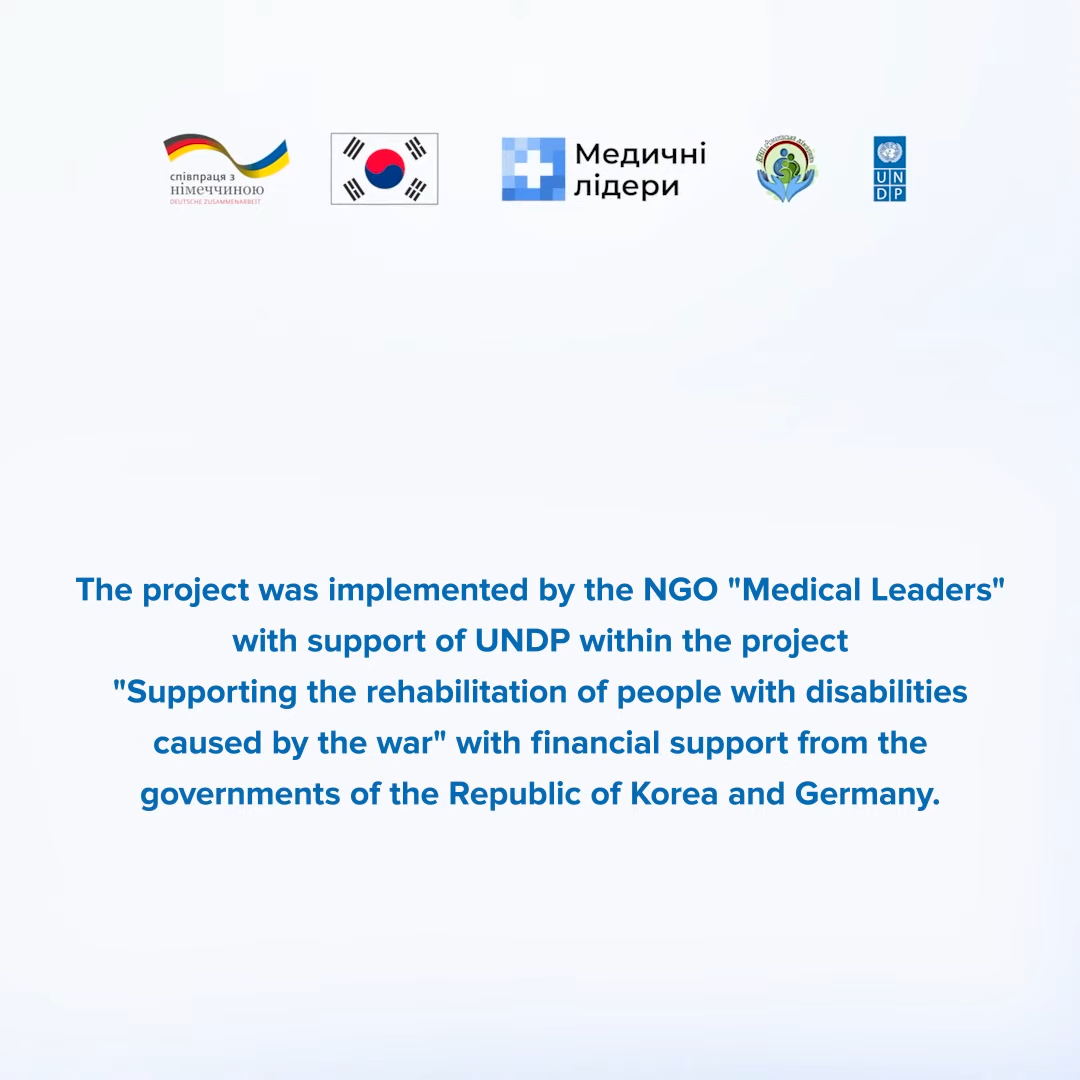 співпраця з
німеччиною
DEUTSCHE ZUSAMMENARBEIT
Медичні
лідери
UN
DP
The project was implemented by the NGO "Medical Leaders"
with support of UNDP within the project
"Supporting the rehabilitation of people with disabilities
caused by the war" with financial support from the
governments of the Republic of Korea and Germany.